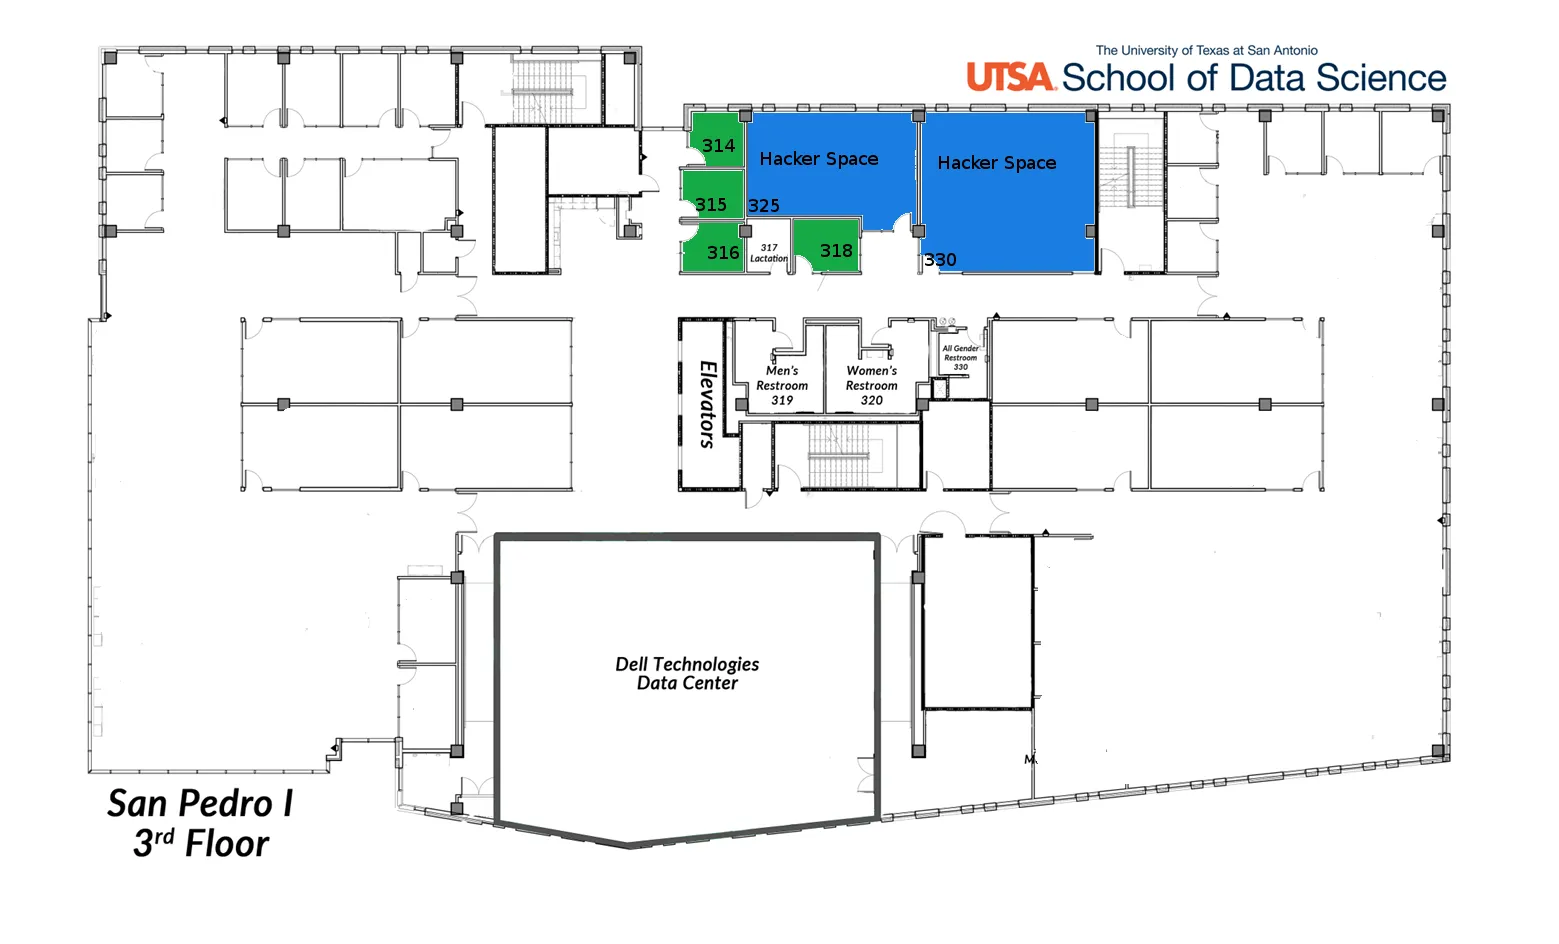 The University of Texas at San Antonio
UTSA School of Data Science
314
Hacker Space
Hacker Space
315
325
316
317
Lactation
318
330
Elevators
Men's
Restroom
319
Women's
Restroom
320
All Gender
Restroom
330
Dell Technologies
Data Center
San Pedro I
3rd Floor